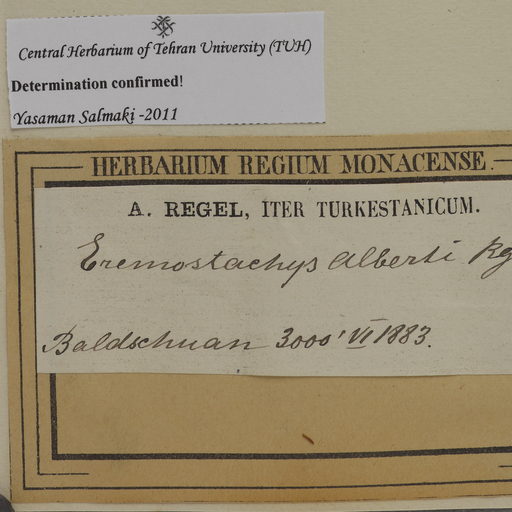 Central Herbarium of Tehran University (TUH)
Determination confirmed!
Yasaman Salmaki -2011
HERBARIUM REGIUM MONACENSE.
A. REGEL, ITER TURKESTANICUM.
Eremostachys Alberti Rg
Baldschuan 3000' VI 1883.